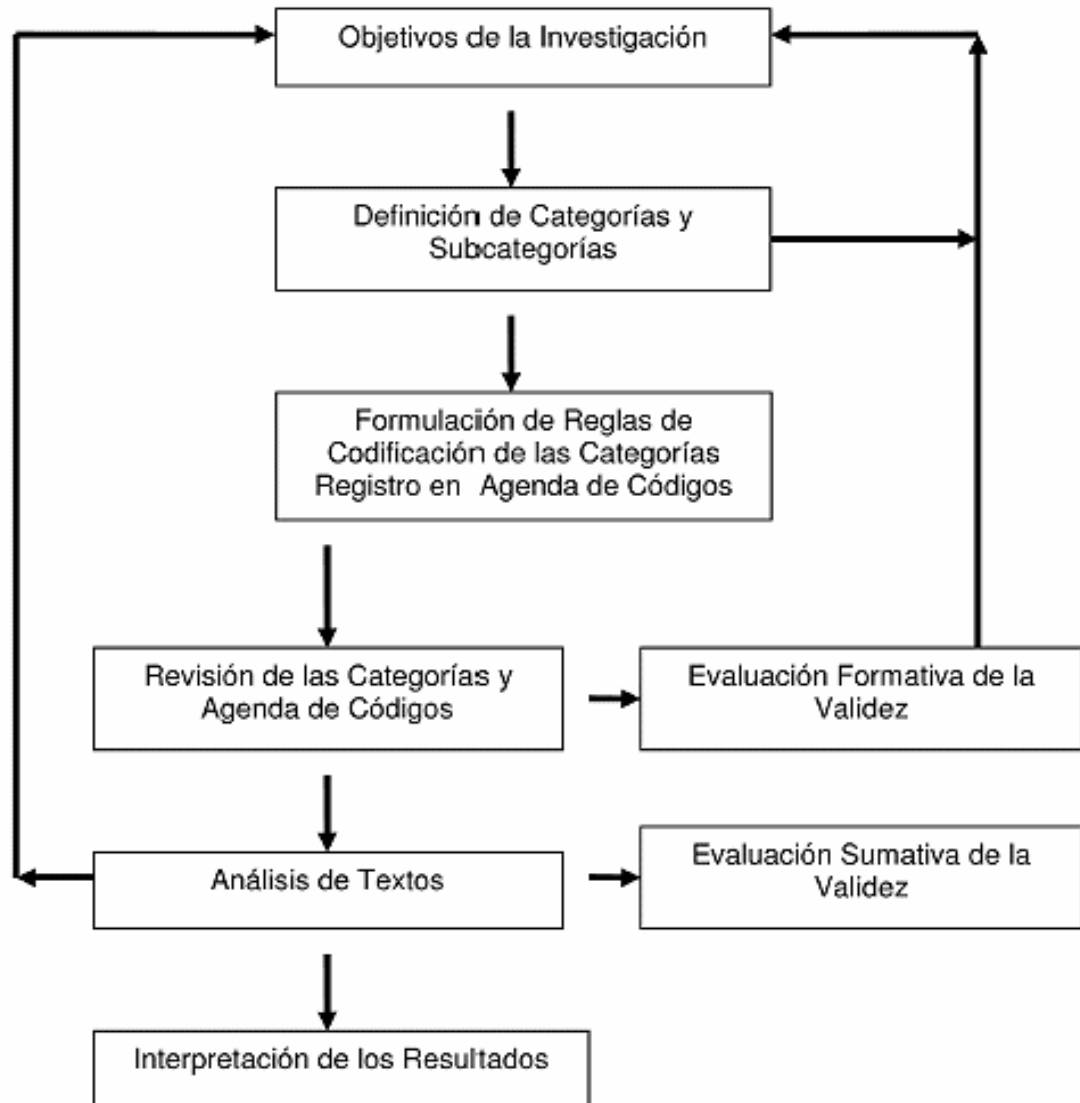 Objetivos de la Investigación
Definición de Categorías y
Subcategorías
Formulación de Reglas de
Codificación de las Categorías
Registro en Agenda de Códigos
Revisión de las Categorías y
Agenda de Códigos
Evaluación Formativa de la
Validez
Análisis de Textos
Evaluación Sumativa de la
Validez
Interpretación de los Resultados